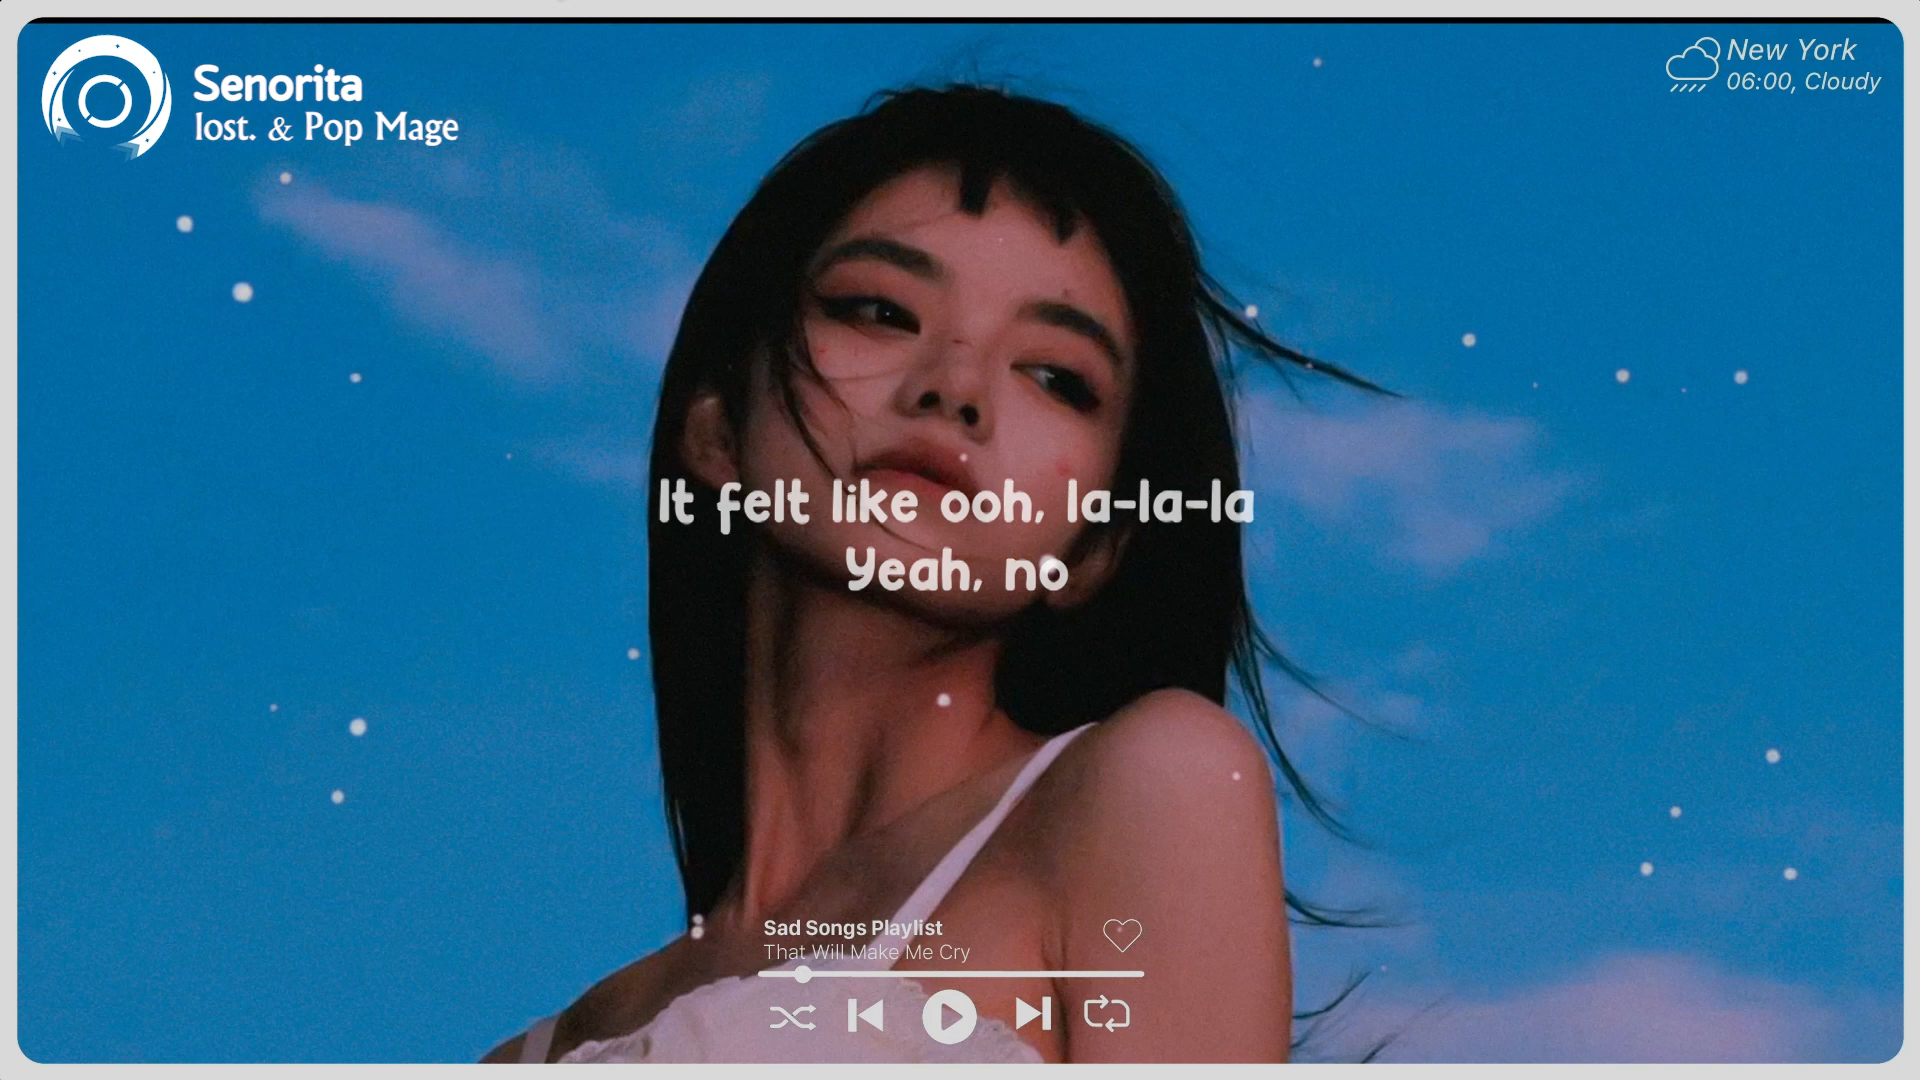 Senorita
lost. & Pop Mage
New York
06:00, Cloudy
It felt like ooh, la-la-la
Yeah, no
Sad Songs Playlist
That Will Make Me Cry